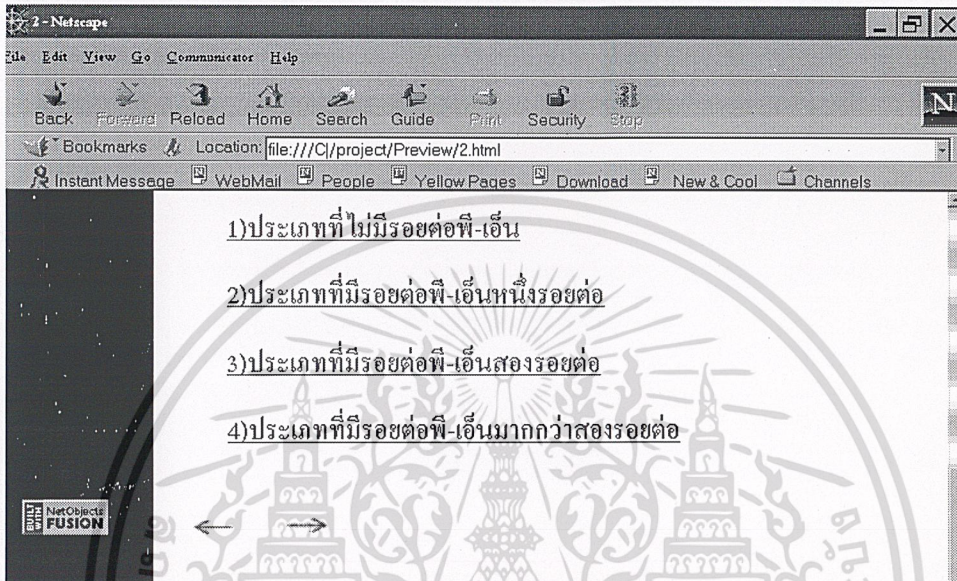 2 - Netscape
File Edit View Go Communicator Help
Back Forward Reload Home Search Guide Print Security Stop
N
Bookmarks Location: file:///C|/project/Preview/2.html
Instant Message WebMail People Yellow Pages Download New & Cool Channels
1)ประเภทที่ไม่มีรอยต่อพี-เอ็น
2)ประเภทที่มีรอยต่อพี-เอ็นหนึ่งรอยต่อ
3)ประเภทที่มีรอยต่อพี-เอ็นสองรอยต่อ
4)ประเภทที่มีรอยต่อพี-เอ็นมากกว่าสองรอยต่อ
BUILT WITH NetObjects FUSION